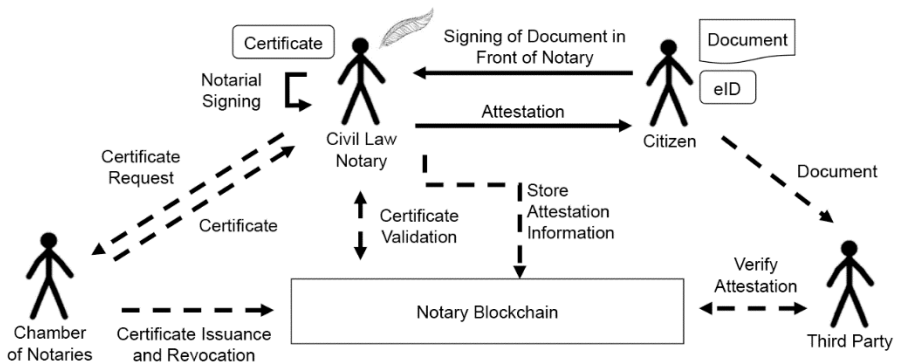 Certificate
Signing of Document in
Front of Notary
Document
Notarial
Signing
eID
Attestation
Civil Law
Notary
Citizen
Certificate
Request
Document
Certificate
Certificate
Validation
Store
Attestation
Information
Verify
Attestation
Notary Blockchain
Chamber
of Notaries
Certificate Issuance
and Revocation
Third Party